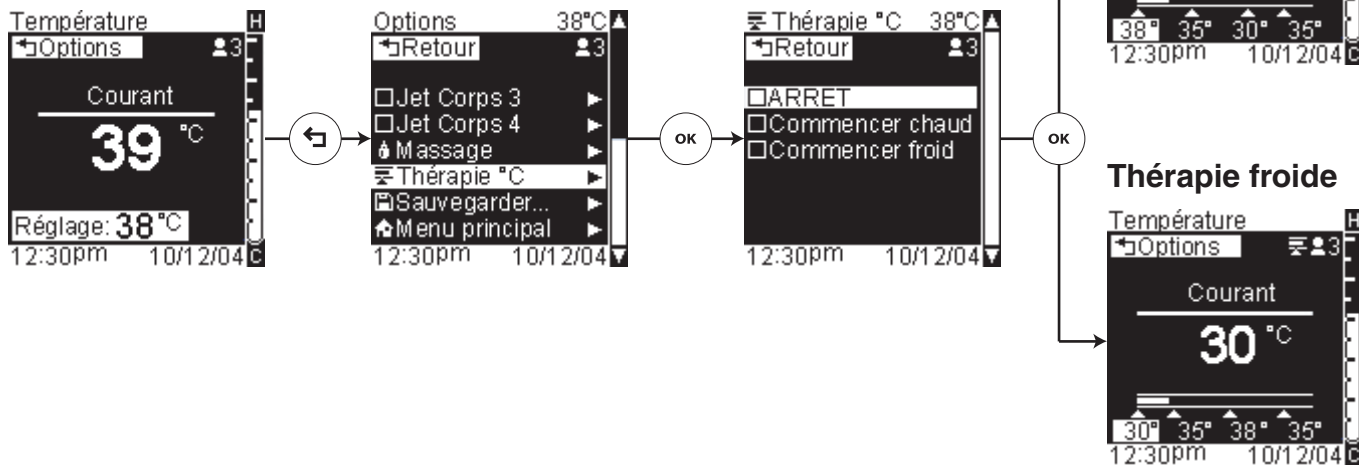 Température H
Options 3
Courant
39 °C
Réglage: 38°C
12:30pm 10/12/04 C
Options 38°C
Retour 3
Jet Corps 3
Jet Corps 4
Massage
Thérapie °C
Sauvegarder...
Menu principal
12:30pm 10/12/04
OK
Thérapie °C 38°C
Retour 3
ARRET
Commencer chaud
Commencer froid
12:30pm 10/12/04
OK
38° 35° 30° 35°
12:30pm 10/12/04 C
Thérapie froide
Température H
Options 3
Courant
30 °C
30° 35° 38° 35°
12:30pm 10/12/04 C